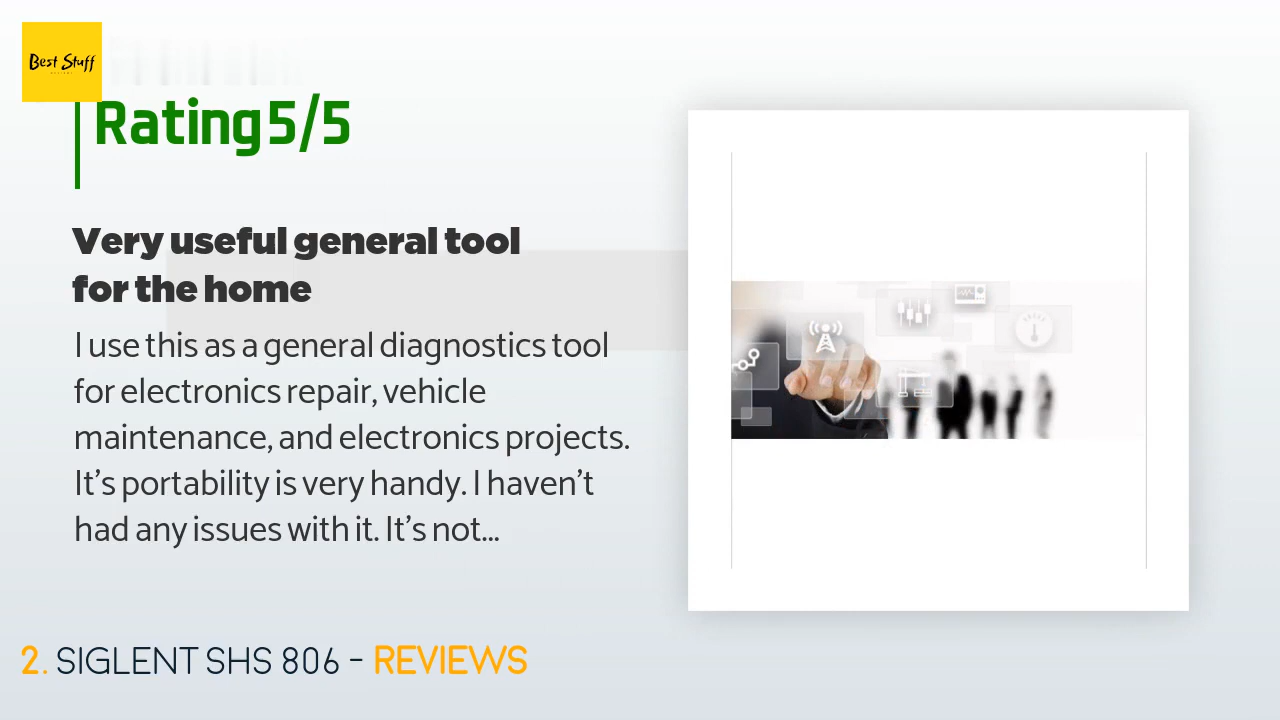 Best Stuff
Rating 5/5
Very useful general tool
for the home
I use this as a general diagnostics tool
for electronics repair, vehicle
maintenance, and electronics projects.
It’s portability is very handy. I haven’t
had any issues with it. It’s not...
2. SIGLENT SHS 806 - REVIEWS